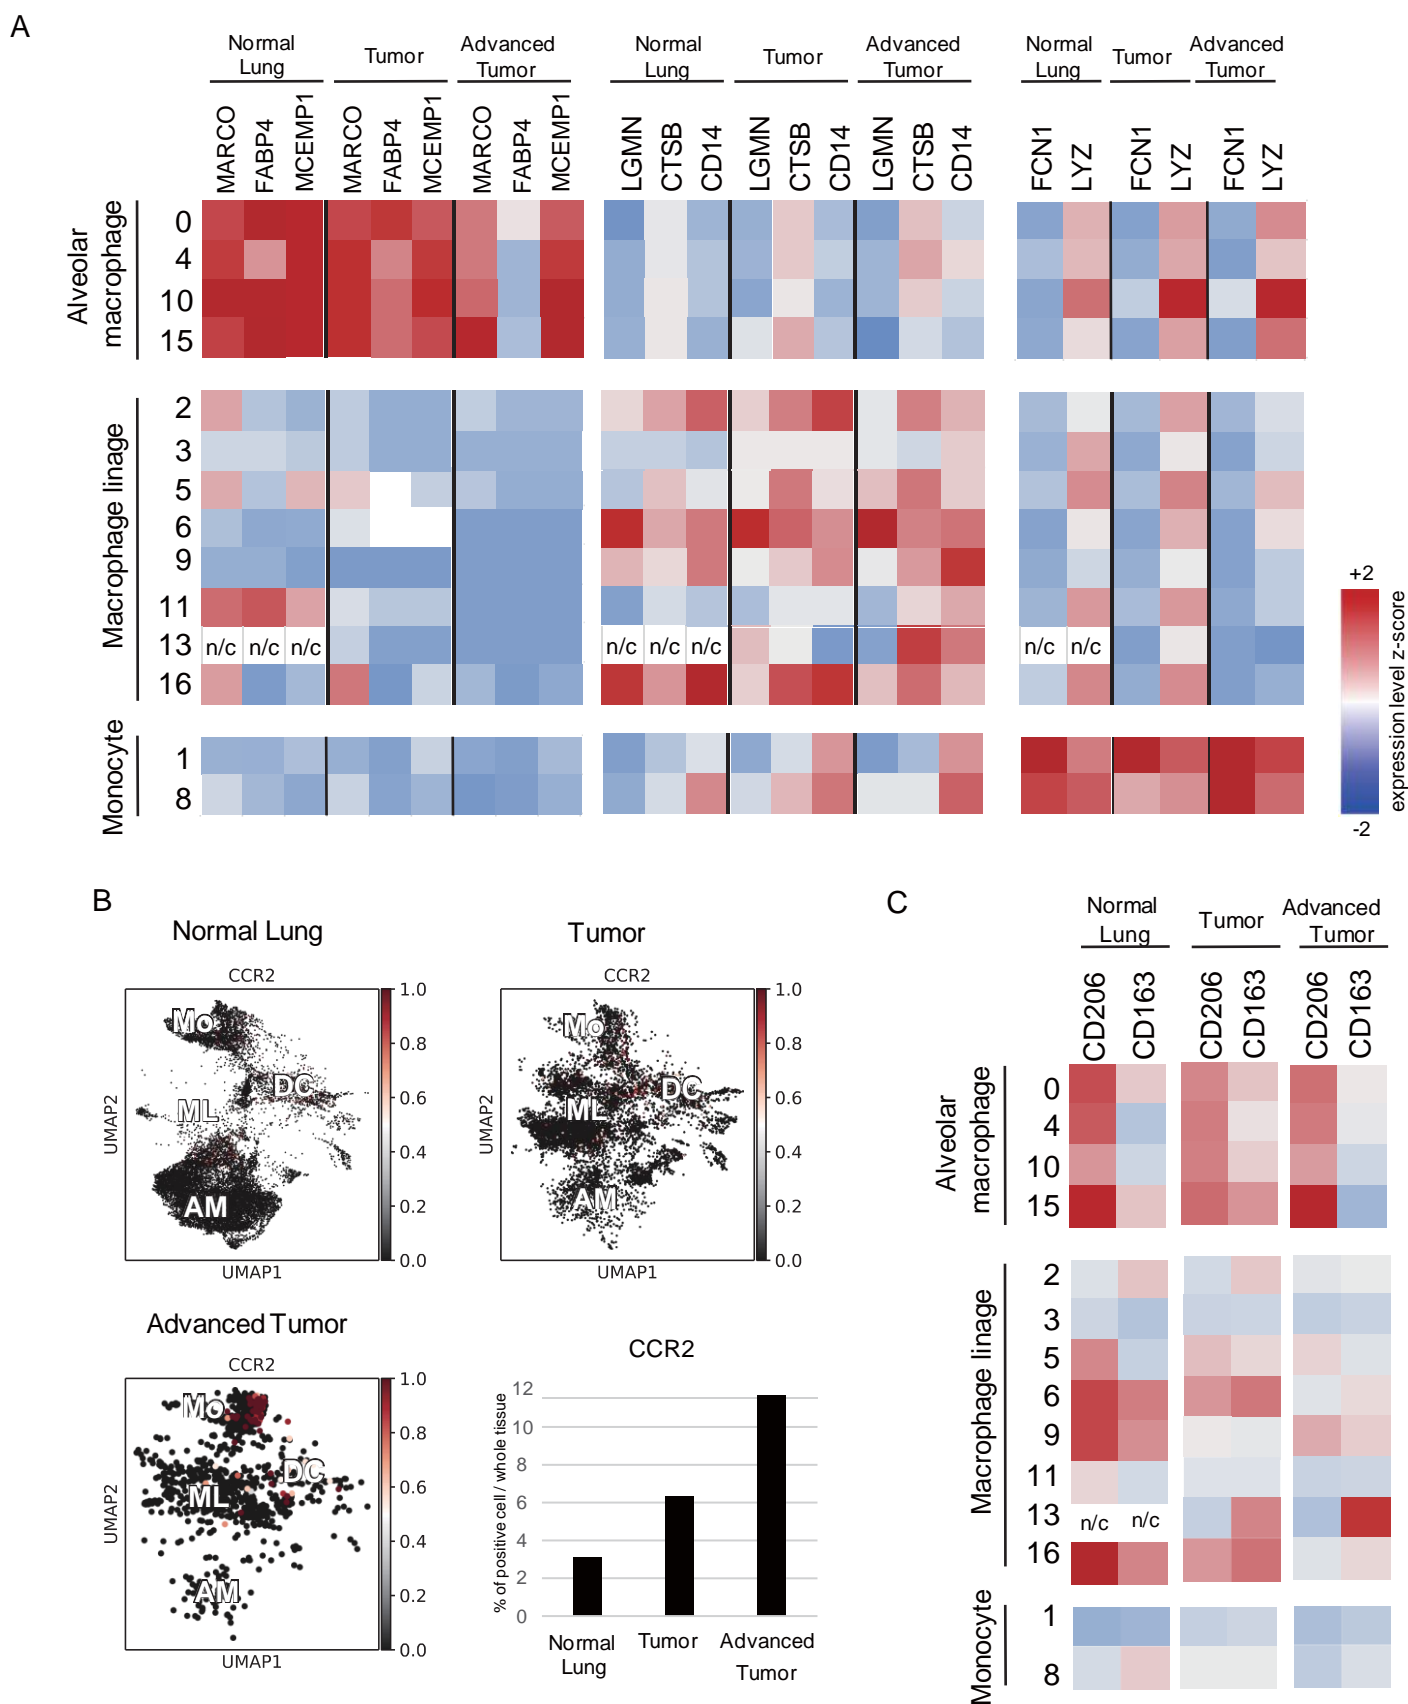 A
Normal
Lung
Tumor
Advanced
Tumor
Normal
Lung
Tumor
Advanced
Tumor
Normal
Lung
Tumor
Advanced
Tumor
MARCO
FABP4
MCEMP1
MARCO
FABP4
MCEMP1
MARCO
FABP4
MCEMP1
LGMN
CTSB
CD14
LGMN
CTSB
CD14
LGMN
CTSB
CD14
FCN1
LYZ
FCN1
LYZ
FCN1
LYZ
Alveolar
macrophage
0
4
10
15
Macrophage linage
2
3
5
6
9
11
13
n/c n/c n/c
n/c n/c n/c
n/c n/c
16
Monocyte
1
8
+2
expression level z-score
-2
B
Normal Lung
CCR2
Mo
DC
ML
AM
UMAP2
UMAP1
1.0
0.8
0.6
0.4
0.2
0.0
Tumor
CCR2
Mo
DC
ML
AM
UMAP2
UMAP1
1.0
0.8
0.6
0.4
0.2
0.0
Advanced Tumor
CCR2
Mo
DC
ML
AM
UMAP2
UMAP1
1.0
0.8
0.6
0.4
0.2
0.0
CCR2
% of positive cell / whole tissue
12
10
8
6
4
2
0
Normal
Lung
Tumor
Advanced
Tumor
C
Normal
Lung
Tumor
Advanced
Tumor
CD206
CD163
CD206
CD163
CD206
CD163
Alveolar
macrophage
0
4
10
15
Macrophage linage
2
3
5
6
9
11
13
n/c n/c
16
Monocyte
1
8